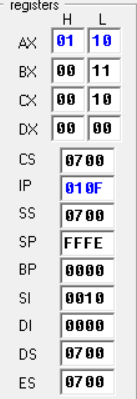 registers
H L
AX 01 10
BX 00 11
CX 00 10
DX 00 00
CS 0700
IP 010F
SS 0700
SP FFFE
BP 0000
SI 0010
DI 0000
DS 0700
ES 0700